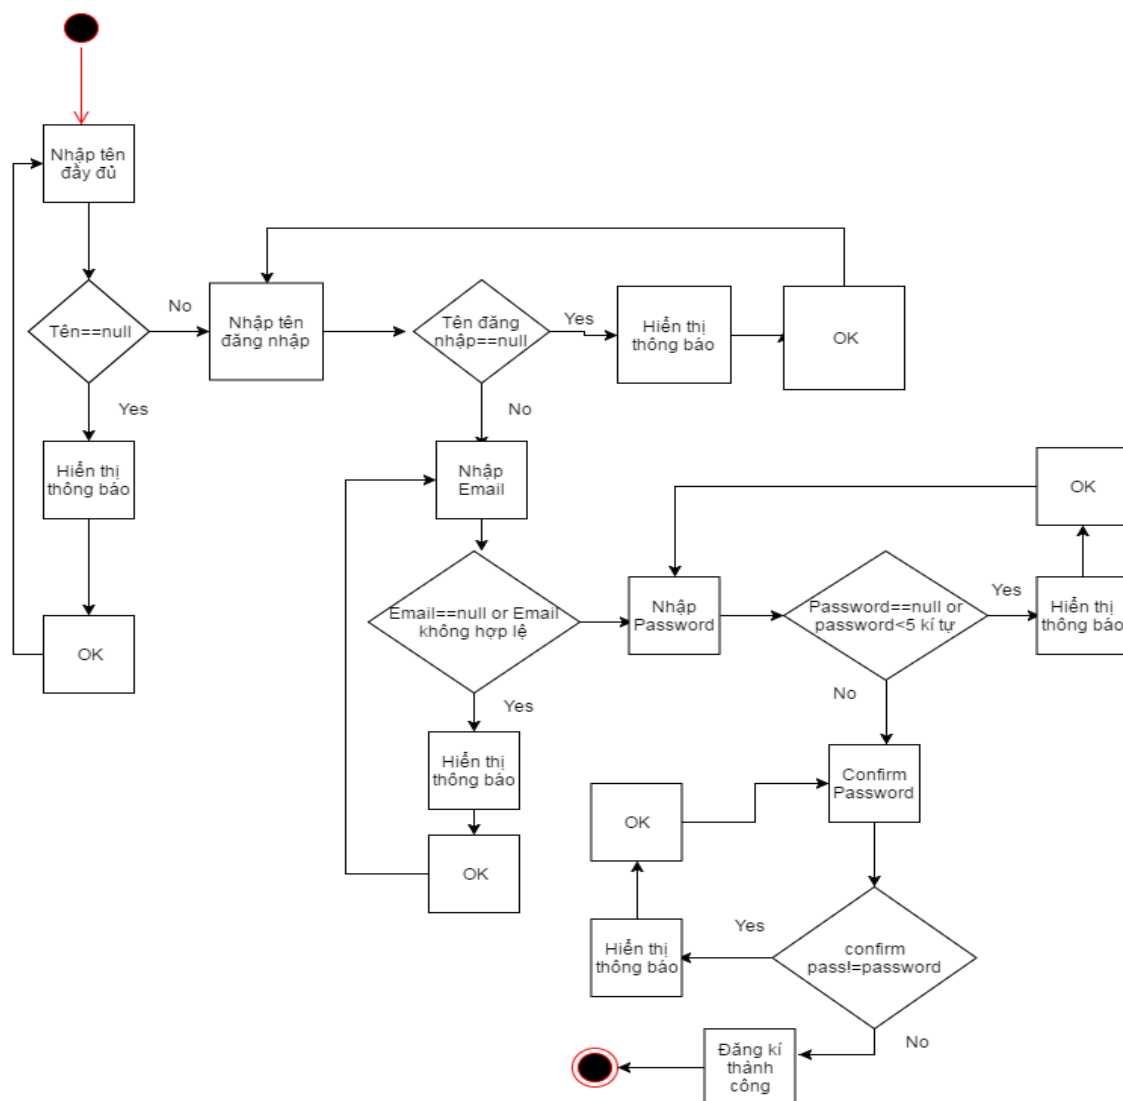 Nhập tên
đầy đủ
Tên==null
No
Nhập tên
đăng nhập
Tên đăng
nhập==null
Yes
Hiển thị
thông báo
OK
Yes
No
Hiển thị
thông báo
OK
Nhập
Email
Email==null or Email
không hợp lệ
Nhập
Password
Password==null or
password<5 kí tự
Yes
Hiển thị
thông báo
OK
Yes
Hiển thị
thông báo
OK
No
Confirm
Password
OK
Hiển thị
thông báo
Yes
confirm
pass!=password
No
Đăng kí
thành
công